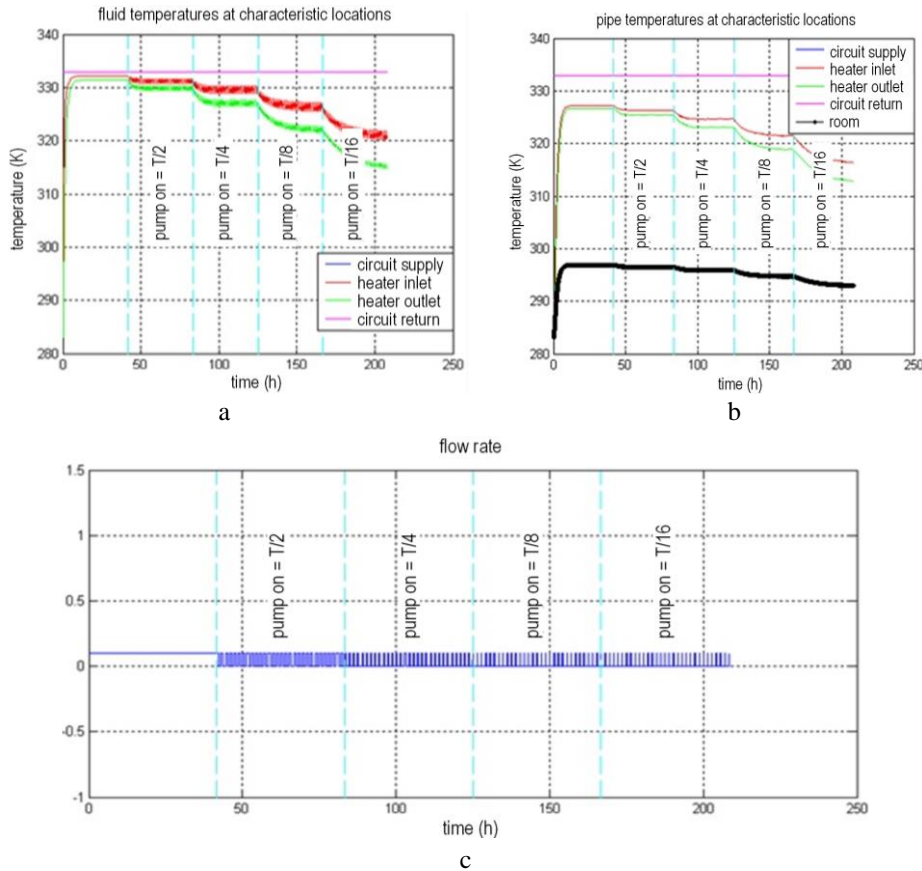 fluid temperatures at characteristic locations
340
330
320
310
300
290
280
temperature (K)
pump on = T/2
pump on = T/4
pump on = T/8
pump on = T/16
circuit supply
heater inlet
heater outlet
circuit return
0
50
100
150
200
250
time (h)
a
pipe temperatures at characteristic locations
340
330
320
310
300
290
280
temperature (K)
circuit supply
heater inlet
heater outlet
circuit return
room
pump on = T/2
pump on = T/4
pump on = T/8
pump on = T/16
0
50
100
150
200
250
time (h)
b
flow rate
1.5
1
0.5
0
-0.5
-1
pump on = T/2
pump on = T/4
pump on = T/8
pump on = T/16
0
50
100
150
200
250
time (h)
c